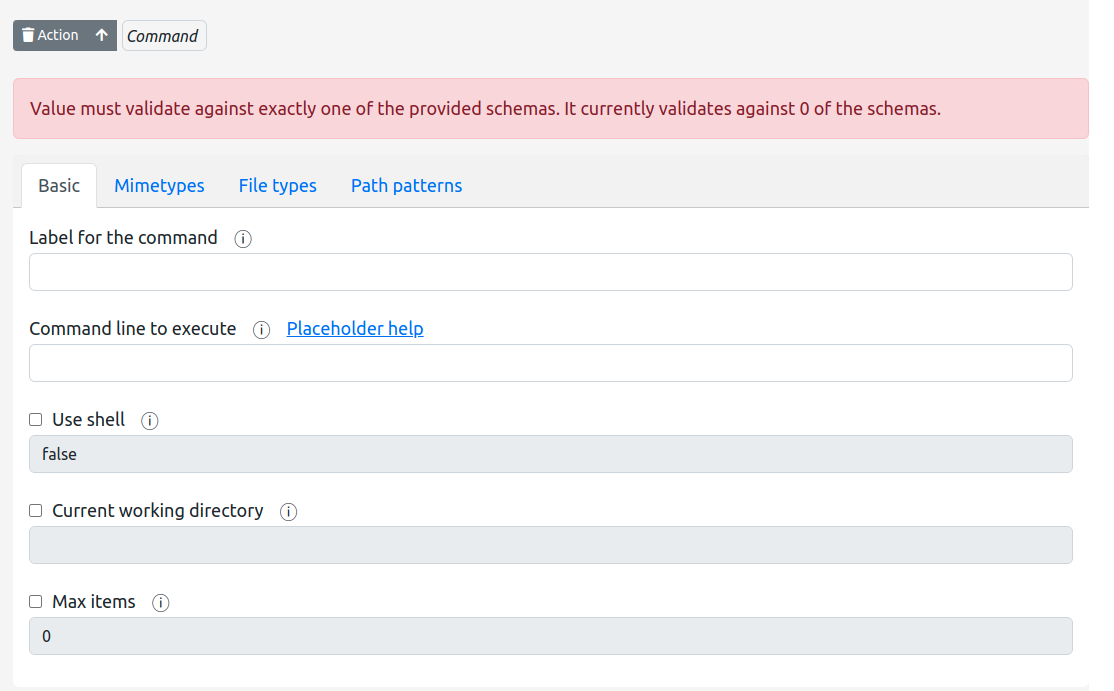 Action
Command
Value must validate against exactly one of the provided schemas. It currently validates against 0 of the schemas.
Basic Mimetypes File types Path patterns
Label for the command
Command line to execute Placeholder help
Use shell
false
Current working directory
Max items
0